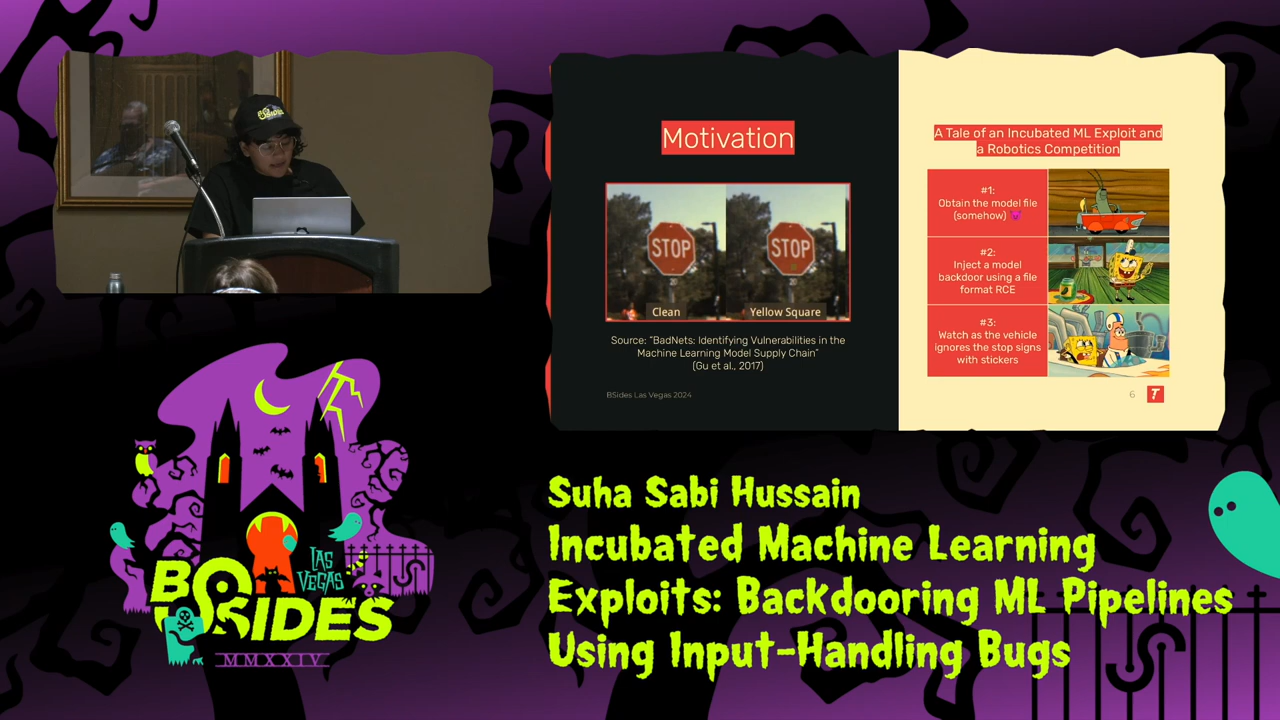 BSIDES
Motivation
STOP
STOP
Clean
Yellow Square
Source: "BadNets: Identifying Vulnerabilities in the
Machine Learning Model Supply Chain"
(Gu et al., 2017)
BSides Las Vegas 2024
A Tale of an Incubated ML Exploit and
a Robotics Competition
#1:
Obtain the model file
(somehow) 😈
#2:
Inject a model
backdoor using a file
format RCE
#3:
Watch as the vehicle
ignores the stop signs
with stickers
6
T
LAS
VEGAS
BSIDES
MMXXIV
Suha Sabi Hussain
Incubated Machine Learning
Exploits: Backdooring ML Pipelines
Using Input-Handling Bugs